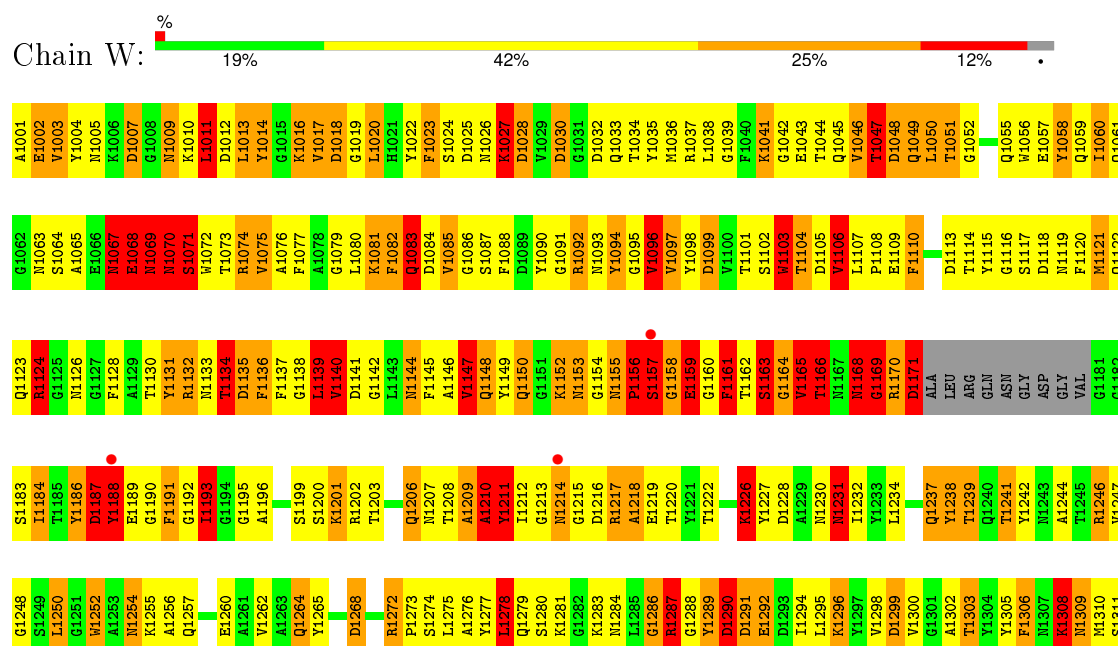 %
Chain W:
19% 42% 25% 12% •
A1001 E1002 V1003 Y1004 N1005 K1006 D1007 G1008 N1009 K1010 L1011 D1012 L1013 Y1014 G1015 K1016 V1017 D1018 G1019 L1020 H1021 Y1022 F1023 S1024 D1025 N1026 K1027 D1028 V1029 D1030 G1031 D1032 Q1033 T1034 Y1035 M1036 R1037 L1038 G1039 F1040 K1041 G1042 E1043 T1044 Q1045 V1046 T1047 D1048 Q1049 L1050 T1051 G1052 Q1055 W1056 E1057 Y1058 Q1059 I1060
G1062 N1063 S1064 A1065 E1066 N1067 E1068 N1069 N1070 S1071 W1072 T1073 R1074 V1075 A1076 F1077 A1078 G1079 L1080 K1081 F1082 Q1083 D1084 V1085 G1086 S1087 F1088 D1089 Y1090 G1091 R1092 N1093 Y1094 G1095 V1096 V1097 Y1098 D1099 V1100 T1101 S1102 W1103 T1104 D1105 V1106 L1107 P1108 E1109 F1110 D1113 T1114 Y1115 G1116 S1117 D1118 N1119 F1120 M1121
Q1123 R1124 G1125 N1126 G1127 F1128 A1129 T1130 Y1131 R1132 N1133 T1134 D1135 F1136 F1137 G1138 L1139 V1140 D1141 G1142 L1143 N1144 F1145 A1146 V1147 Q1148 Y1149 Q1150 G1151 K1152 N1153 G1154 N1155 P1156 S1157 G1158 E1159 G1160 F1161 T1162 S1163 G1164 V1165 T1166 N1167 N1168 G1169 R1170 D1171 ALA LEU ARG GLN ASN GLY ASP GLY VAL G1181
S1183 I1184 T1185 Y1186 D1187 Y1188 E1189 G1190 F1191 G1192 I1193 G1194 G1195 A1196 S1199 S1200 K1201 R1202 T1203 Q1206 N1207 T1208 A1209 A1210 Y1211 I1212 G1213 N1214 G1215 D1216 R1217 A1218 E1219 T1220 Y1221 T1222 K1226 Y1227 D1228 A1229 N1230 N1231 I1232 Y1233 L1234 Q1237 Y1238 T1239 Q1240 T1241 Y1242 N1243 A1244 T1245 R1246
G1248 S1249 L1250 G1251 W1252 A1253 N1254 K1255 A1256 Q1257 E1260 A1261 V1262 A1263 Q1264 Y1265 D1268 R1272 P1273 S1274 L1275 A1276 Y1277 L1278 Q1279 S1280 K1281 G1282 K1283 N1284 L1285 G1286 R1287 G1288 Y1289 D1290 D1291 E1292 D1293 I1294 L1295 K1296 Y1297 V1298 D1299 V1300 G1301 A1302 T1303 Y1304 Y1305 F1306 N1307 K1308 N1309 M1310